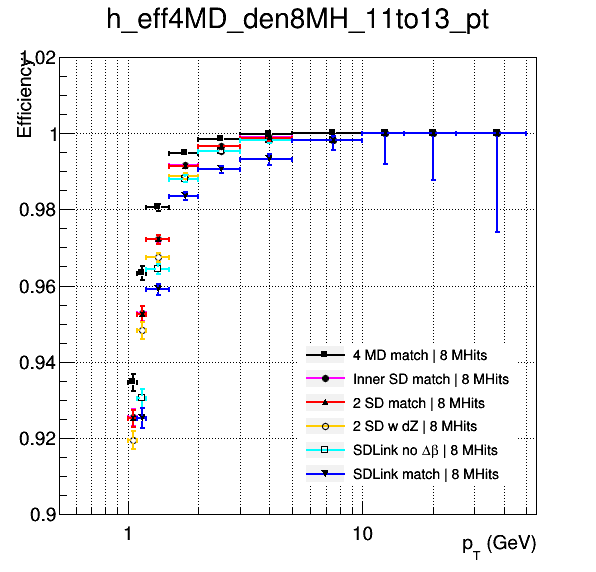 h_eff4MD_den8MH_11to13_pt
Efficiency
1.02
1
0.98
0.96
0.94
0.92
0.9
4 MD match | 8 MHits
Inner SD match | 8 MHits
2 SD match | 8 MHits
2 SD w dZ | 8 MHits
SDLink no Δβ | 8 MHits
SDLink match | 8 MHits
1
10
p_T (GeV)